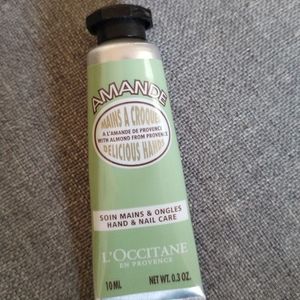 AMANDE
MAINS À CROQUER
A L'AMANDE DE PROVENCE
WITH ALMOND FROM PROVENCE
DELICIOUS HANDS
SOIN MAINS & ONGLES
HAND & NAIL CARE
L'OCCITANE
EN PROVENCE
10 ML NET WT. 0.3 OZ.